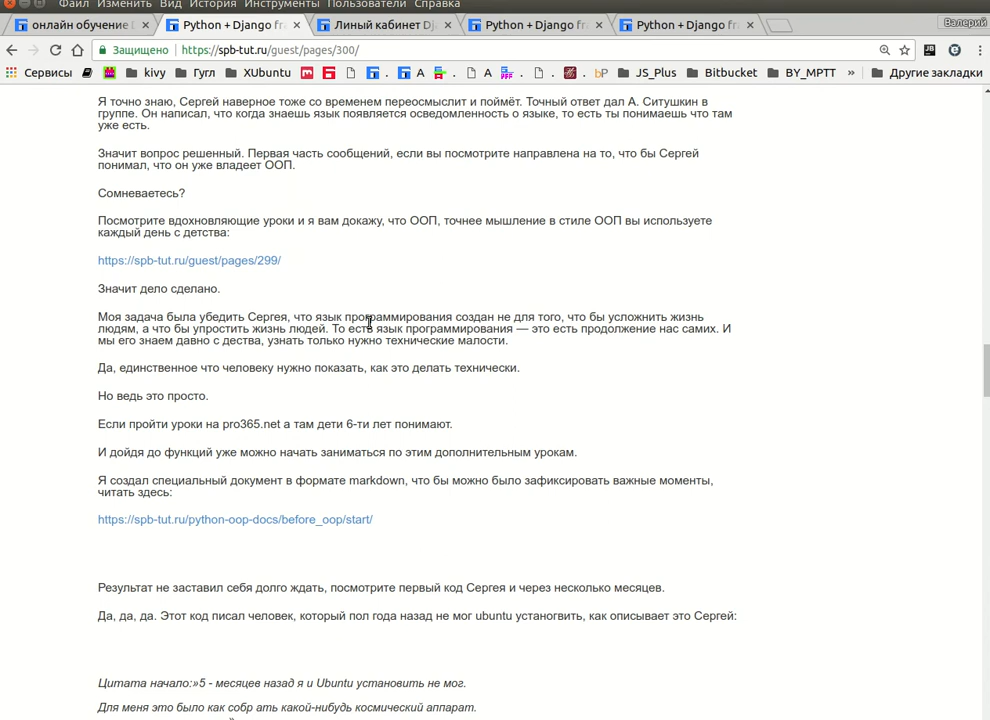 Файл Изменить Вид История Инструменты Пользователи Справка
онлайн обучение Python + Django fr Линый кабинет Dj Python + Django fr Python + Django fr Валерий
Защищено https://spb-tut.ru/guest/pages/300/
Сервисы kivy Гугл XUbuntu . A . A . . bP JS_Plus Bitbucket BY_MPTT » Другие закладки
Я точно знаю, Сергей наверное тоже со временем переосмыслит и поймёт. Точный ответ дал А. Ситушкин в
группе. Он написал, что когда знаешь язык появляется осведомленность о языке, то есть ты понимаешь что там
уже есть.
Значит вопрос решенный. Первая часть сообщений, если вы посмотрите направлена на то, что бы Сергей
понимал, что он уже владеет ООП.
Сомневаетесь?
Посмотрите вдохновляющие уроки и я вам докажу, что ООП, точнее мышление в стиле ООП вы используете
каждый день с детства:
https://spb-tut.ru/guest/pages/299/
Значит дело сделано.
Моя задача была убедить Сергея, что язык программирования создан не для того, что бы усложнить жизнь
людям, а что бы упростить жизнь людей. То есть язык программирования — это есть продолжение нас самих. И
мы его знаем давно с дества, узнать только нужно технические малости.
Да, единственное что человеку нужно показать, как это делать технически.
Но ведь это просто.
Если пройти уроки на pro365.net а там дети 6-ти лет понимают.
И дойдя до функций уже можно начать заниматься по этим дополнительным урокам.
Я создал специальный документ в формате markdown, что бы можно было зафиксировать важные моменты,
читать здесь:
https://spb-tut.ru/python-oop-docs/before_oop/start/
Результат не заставил себя долго ждать, посмотрите первый код Сергея и через несколько месяцев.
Да, да, да. Этот код писал человек, который пол года назад не мог ubuntu устаногвить, как описывает это Сергей:
Цитата начало:»5 - месяцев назад я и Ubuntu установить не мог.
Для меня это было как собр ать какой-нибудь космический аппарат.